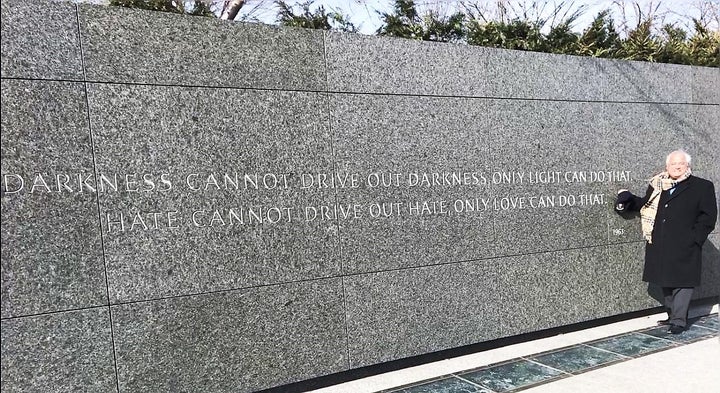 DARKNESS CANNOT DRIVE OUT DARKNESS, ONLY LIGHT CAN DO THAT.
HATE CANNOT DRIVE OUT HATE, ONLY LOVE CAN DO THAT.
1963